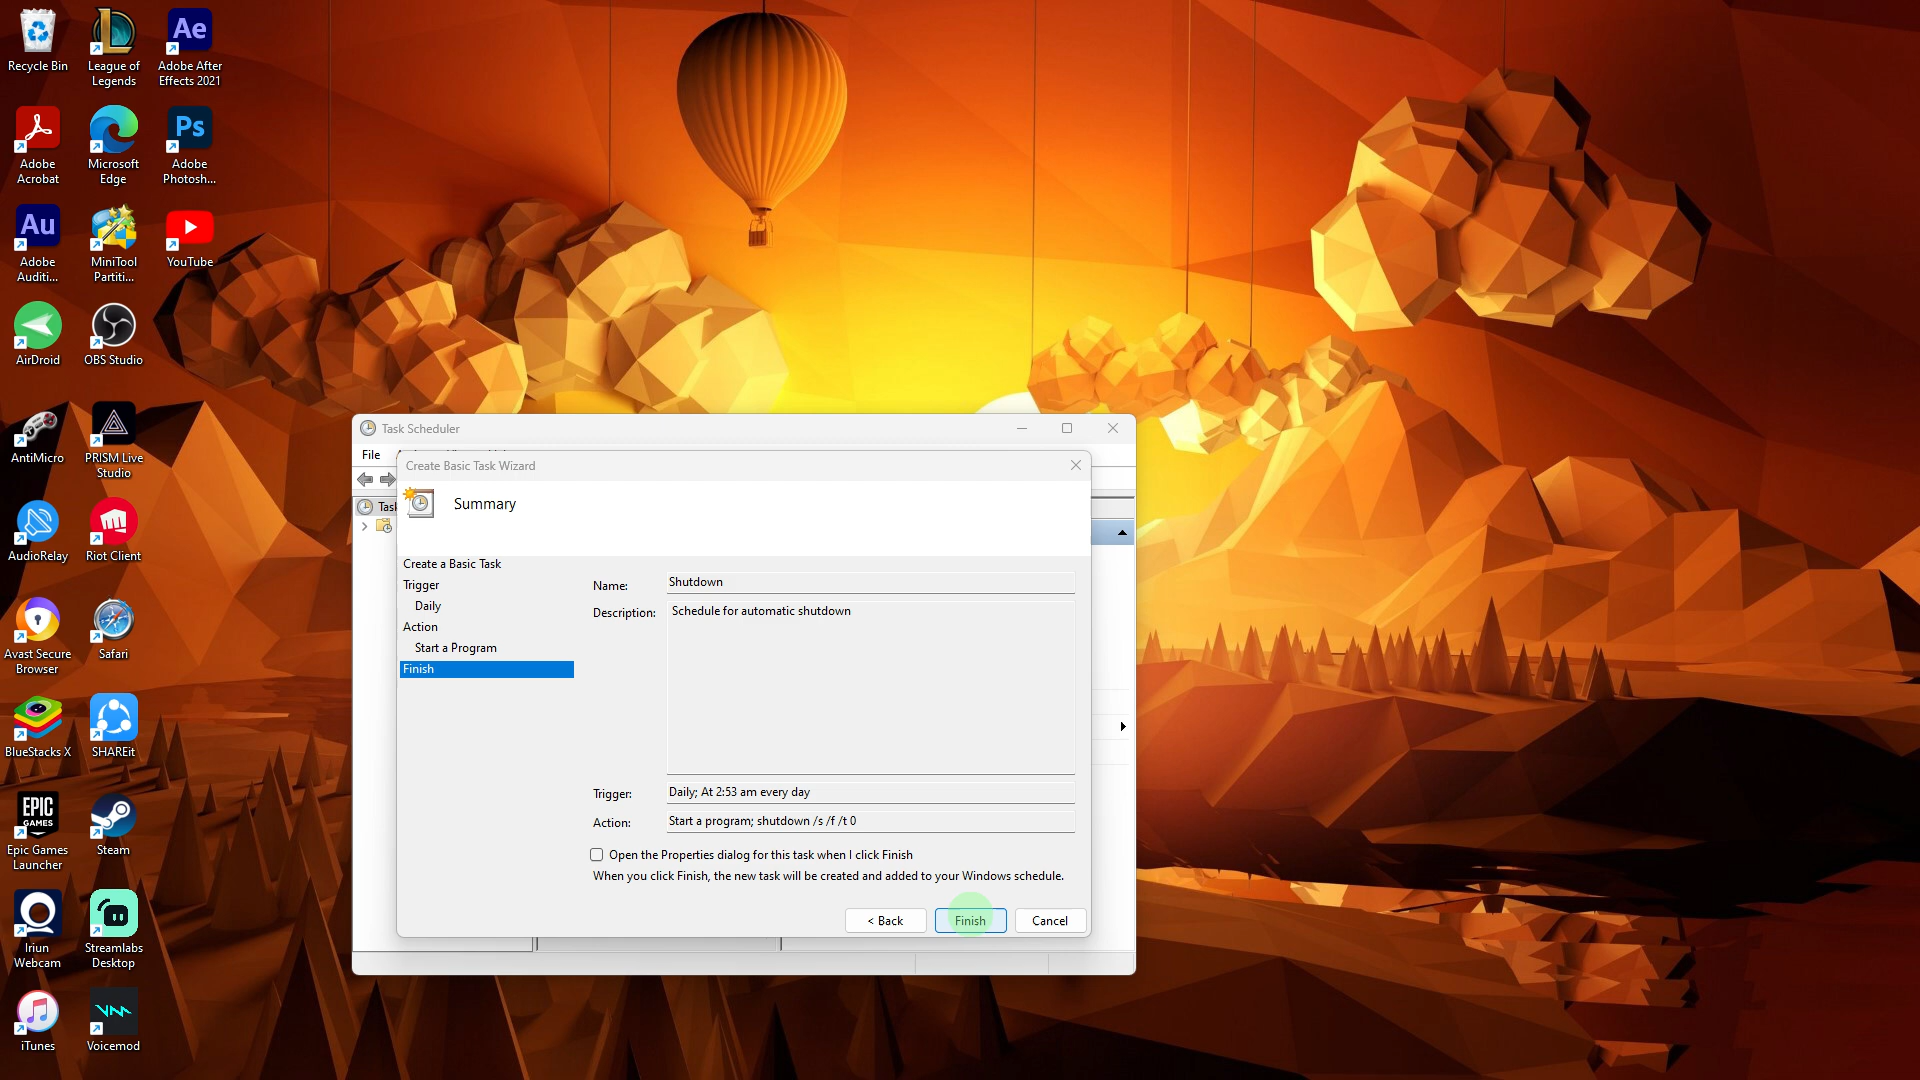 Recycle Bin
League of
Legends
Ae
Adobe After
Effects 2021
Adobe
Acrobat
Microsoft
Edge
Ps
Adobe
Photosh...
Au
Adobe
Auditi...
MiniTool
Partiti...
YouTube
AirDroid
OBS Studio
AntiMicro
PRISM Live
Studio
AudioRelay
Riot Client
Avast Secure
Browser
Safari
BlueStacks X
SHAREit
EPIC
GAMES
Epic Games
Launcher
Steam
Iriun
Webcam
Streamlabs
Desktop
iTunes
Voicemod
Task Scheduler
File
Task
Create Basic Task Wizard
Summary
Create a Basic Task
Trigger
Daily
Action
Start a Program
Finish
Name:
Shutdown
Description:
Schedule for automatic shutdown
Trigger:
Daily; At 2:53 am every day
Action:
Start a program; shutdown /s /f /t 0
Open the Properties dialog for this task when I click Finish
When you click Finish, the new task will be created and added to your Windows schedule.
< Back
Finish
Cancel